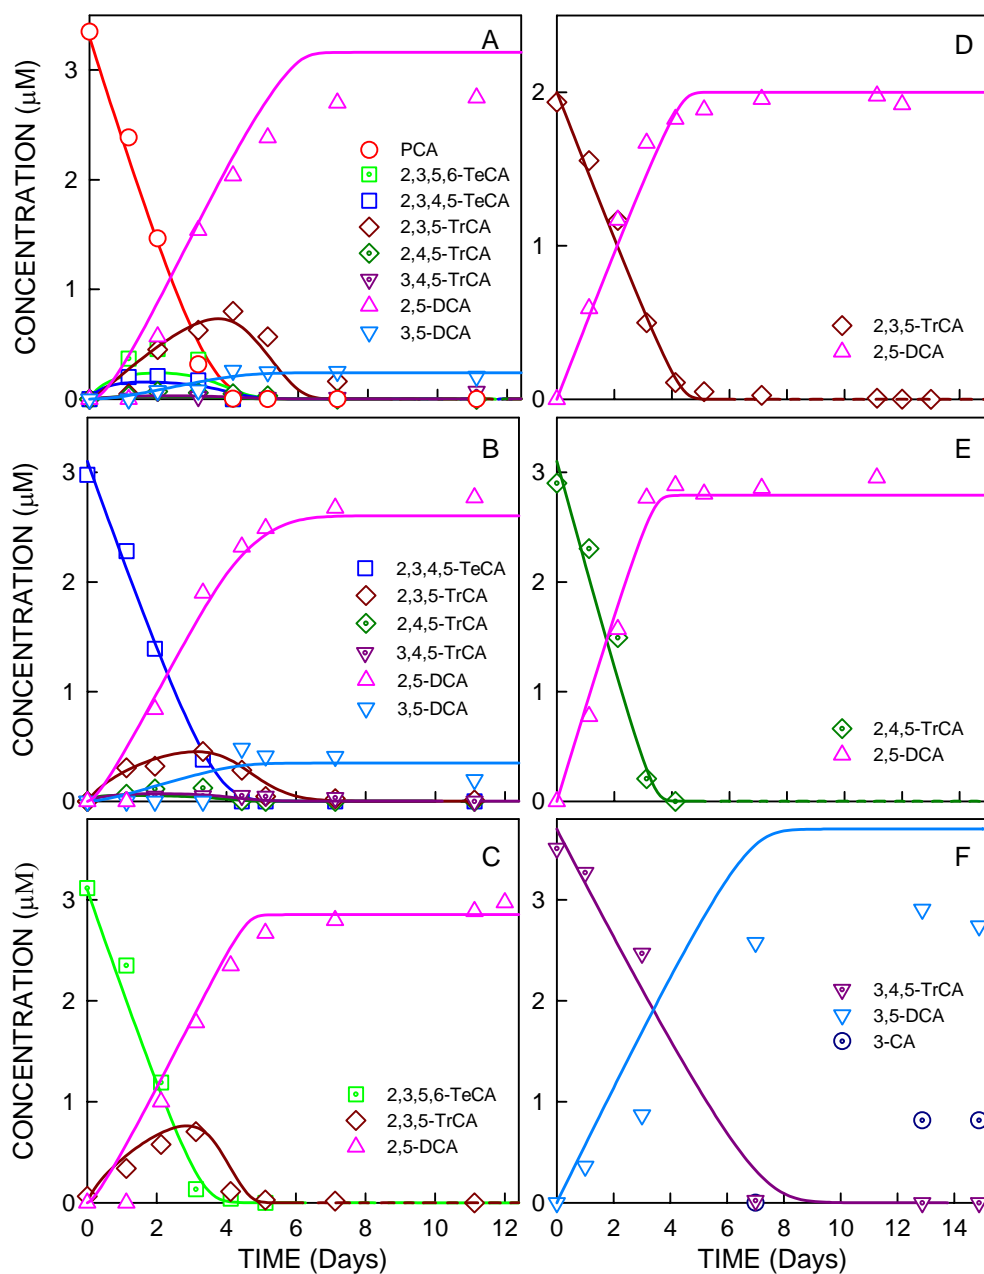 A
CONCENTRATION (μM)
3
2
1
0
PCA
2,3,5,6-TeCA
2,3,4,5-TeCA
2,3,5-TrCA
2,4,5-TrCA
3,4,5-TrCA
2,5-DCA
3,5-DCA
D
2
1
0
2,3,5-TrCA
2,5-DCA
B
CONCENTRATION (μM)
3
2
1
0
2,3,4,5-TeCA
2,3,5-TrCA
2,4,5-TrCA
3,4,5-TrCA
2,5-DCA
3,5-DCA
E
3
2
1
0
2,4,5-TrCA
2,5-DCA
C
CONCENTRATION (μM)
3
2
1
0
2,3,5,6-TeCA
2,3,5-TrCA
2,5-DCA
0 2 4 6 8 10 12
TIME (Days)
F
3
2
1
0
3,4,5-TrCA
3,5-DCA
3-CA
0 2 4 6 8 10 12 14
TIME (Days)